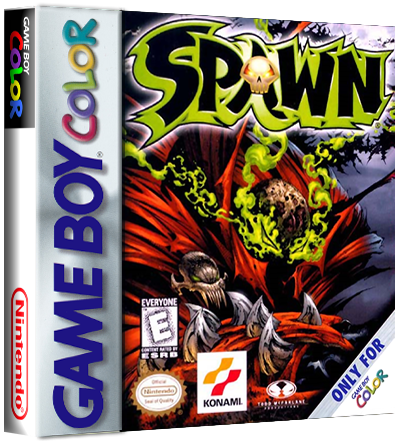 GAME BOY
COLOR
Nintendo
GAME BOY COLOR
SPAWN
EVERYONE
E
CONTENT RATED BY
ESRB
Official
Nintendo
Seal of Quality
KONAMI
TODD MCFARLANE
PRODUCTIONS
ONLY FOR
GAME BOY
COLOR